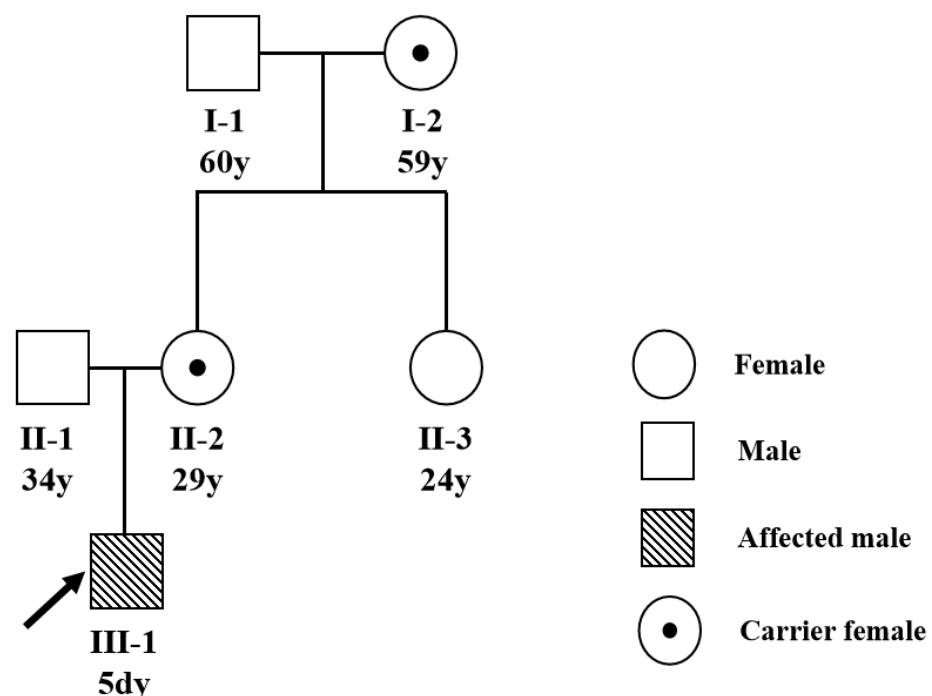 I-1 I-2
60y 59y
II-1 II-2 II-3
34y 29y 24y
III-1
5dy
Female
Male
Affected male
Carrier female